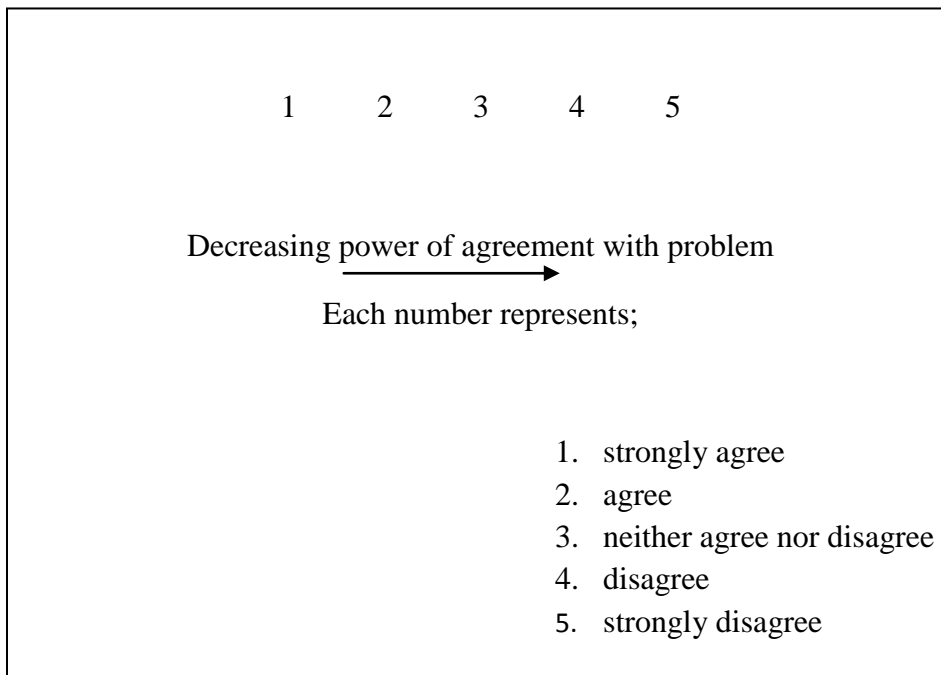 1 2 3 4 5
Decreasing power of agreement with problem
Each number represents;
1. strongly agree
2. agree
3. neither agree nor disagree
4. disagree
5. strongly disagree